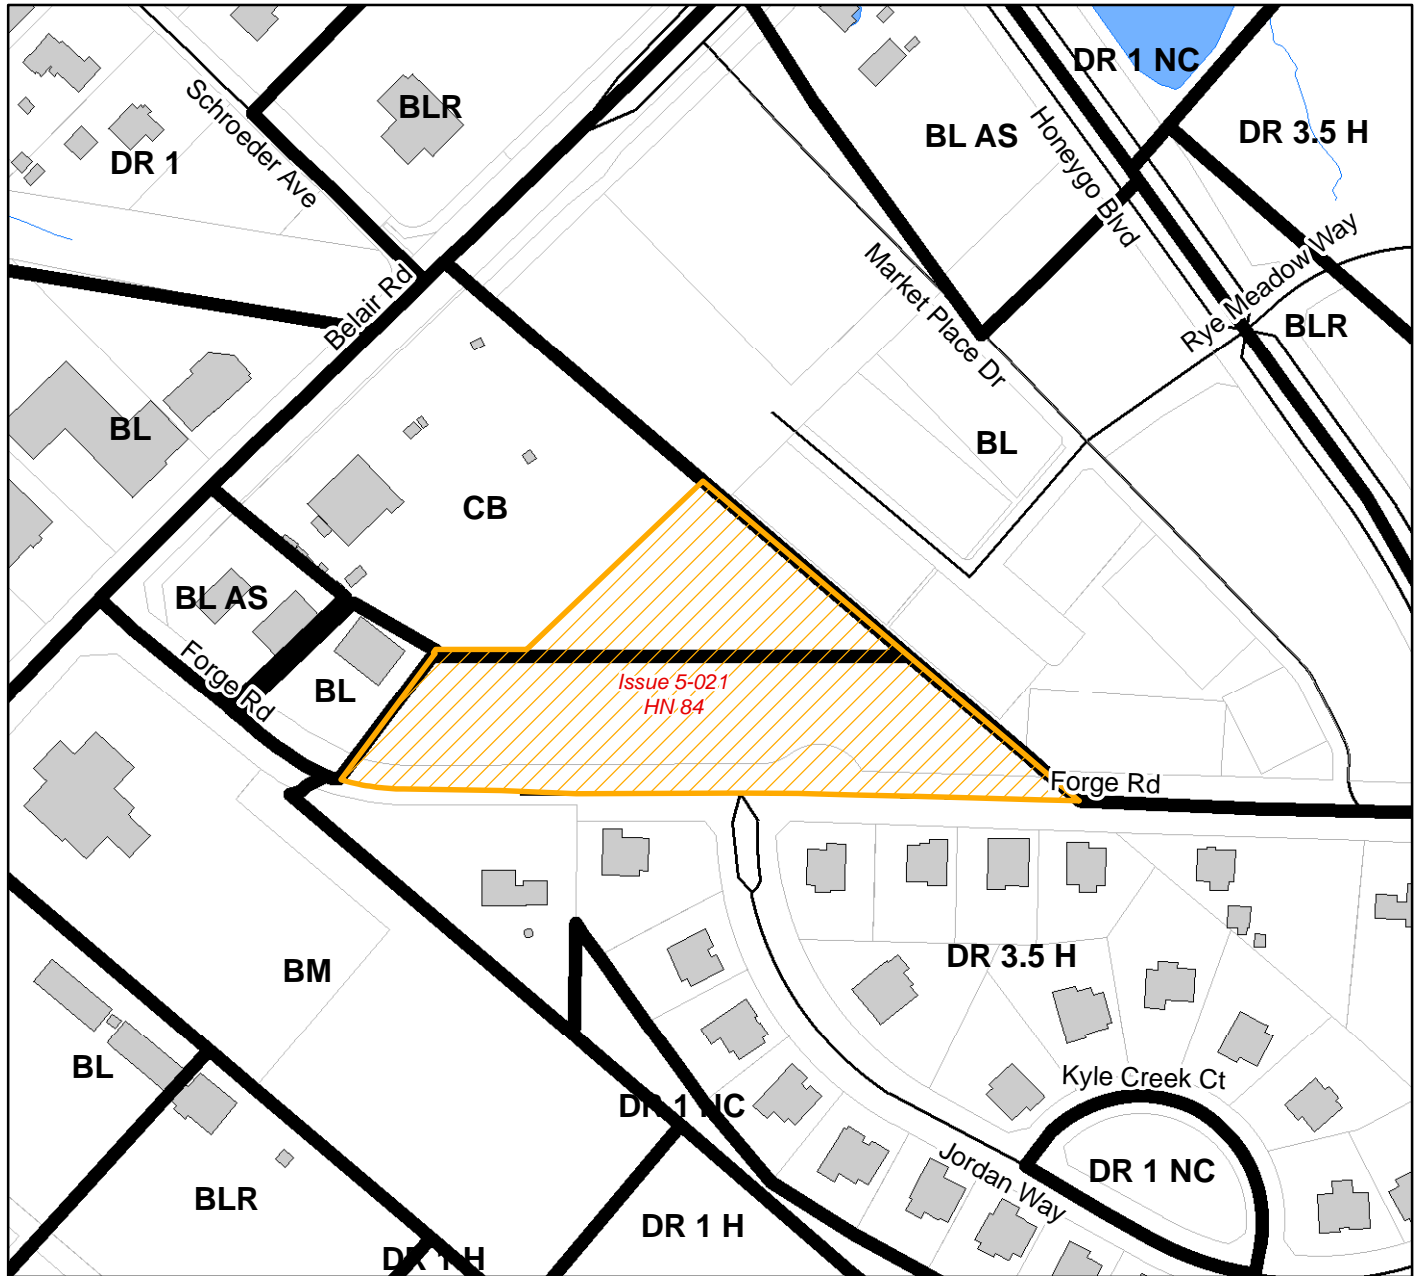 DR 1 NC
Schroeder Ave
BLR
BL AS
Honeygo Blvd
DR 3.5 H
DR 1
Belair Rd
Market Place Dr
Rye Meadow Way
BLR
BL
BL
CB
BL AS
Forge Rd
BL
Issue 5-021
HN 84
Forge Rd
BM
DR 3.5 H
BL
Kyle Creek Ct
DR 1 NC
Jordan Way
DR 1 NC
BLR
DR 1 H
DR 1 H